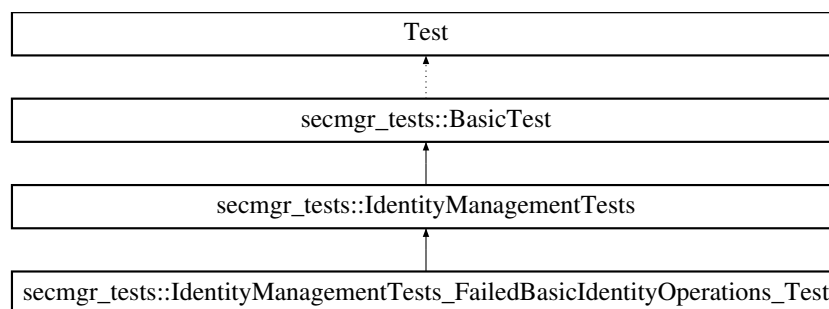 Test
secmgr_tests::BasicTest
secmgr_tests::IdentityManagementTests
secmgr_tests::IdentityManagementTests_FailedBasicIdentityOperations_Test